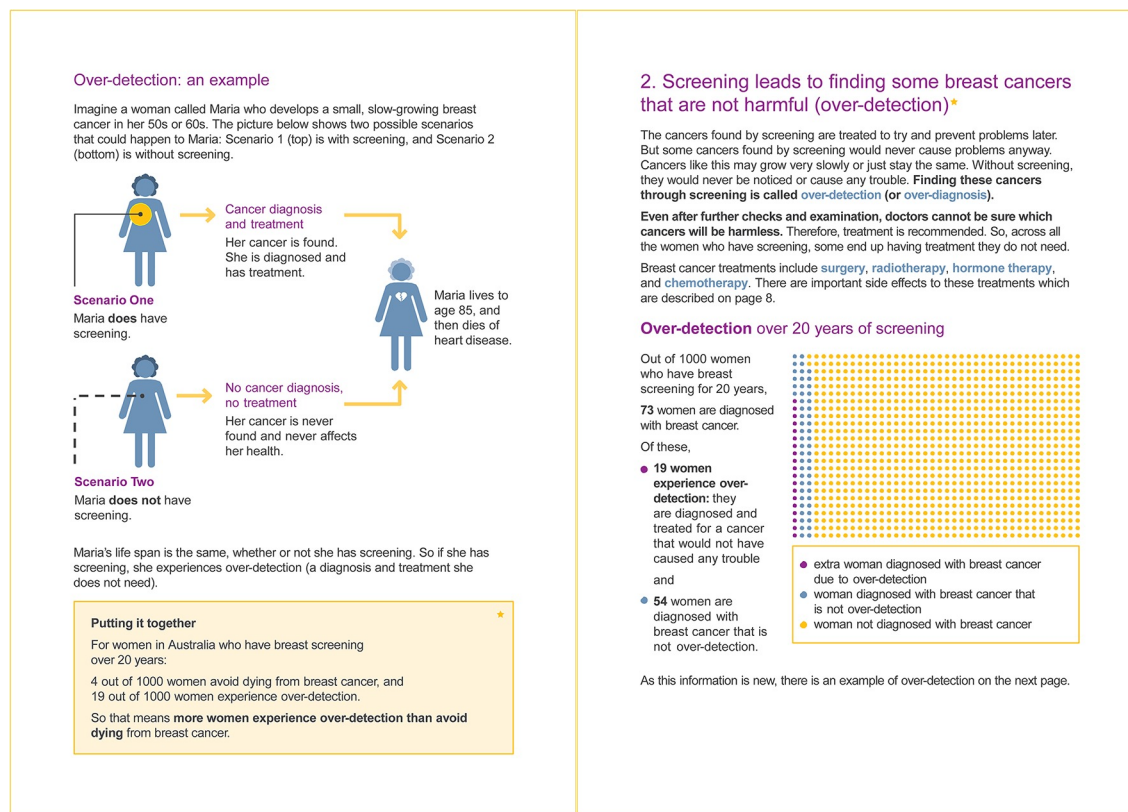 Over-detection: an example
Imagine a woman called Maria who develops a small, slow-growing breast
cancer in her 50s or 60s. The picture below shows two possible scenarios
that could happen to Maria: Scenario 1 (top) is with screening, and Scenario 2
(bottom) is without screening.
Cancer diagnosis
and treatment
Her cancer is found.
She is diagnosed and
has treatment.
Scenario One
Maria does have
screening.
Maria lives to
age 85, and
then dies of
heart disease.
No cancer diagnosis,
no treatment
Her cancer is never
found and never affects
her health.
Scenario Two
Maria does not have
screening.
Maria's life span is the same, whether or not she has screening. So if she has
screening, she experiences over-detection (a diagnosis and treatment she
does not need).
Putting it together
For women in Australia who have breast screening
over 20 years:
4 out of 1000 women avoid dying from breast cancer, and
19 out of 1000 women experience over-detection.
So that means more women experience over-detection than avoid
dying from breast cancer.
2. Screening leads to finding some breast cancers
that are not harmful (over-detection)
The cancers found by screening are treated to try and prevent problems later.
But some cancers found by screening would never cause problems anyway.
Cancers like this may grow very slowly or just stay the same. Without screening,
they would never be noticed or cause any trouble. Finding these cancers
through screening is called over-detection (or over-diagnosis).
Even after further checks and examination, doctors cannot be sure which
cancers will be harmless. Therefore, treatment is recommended. So, across all
the women who have screening, some end up having treatment they do not need.
Breast cancer treatments include surgery, radiotherapy, hormone therapy,
and chemotherapy. There are important side effects to these treatments which
are described on page 8.
Over-detection over 20 years of screening
Out of 1000 women
who have breast
screening for 20 years,
73 women are diagnosed
with breast cancer.
Of these,
19 women
experience over-
detection: they
are diagnosed and
treated for a cancer
that would not have
caused any trouble
and
54 women are
diagnosed with
breast cancer that is
not over-detection.
extra woman diagnosed with breast cancer
due to over-detection
woman diagnosed with breast cancer that
is not over-detection
woman not diagnosed with breast cancer
As this information is new, there is an example of over-detection on the next page.